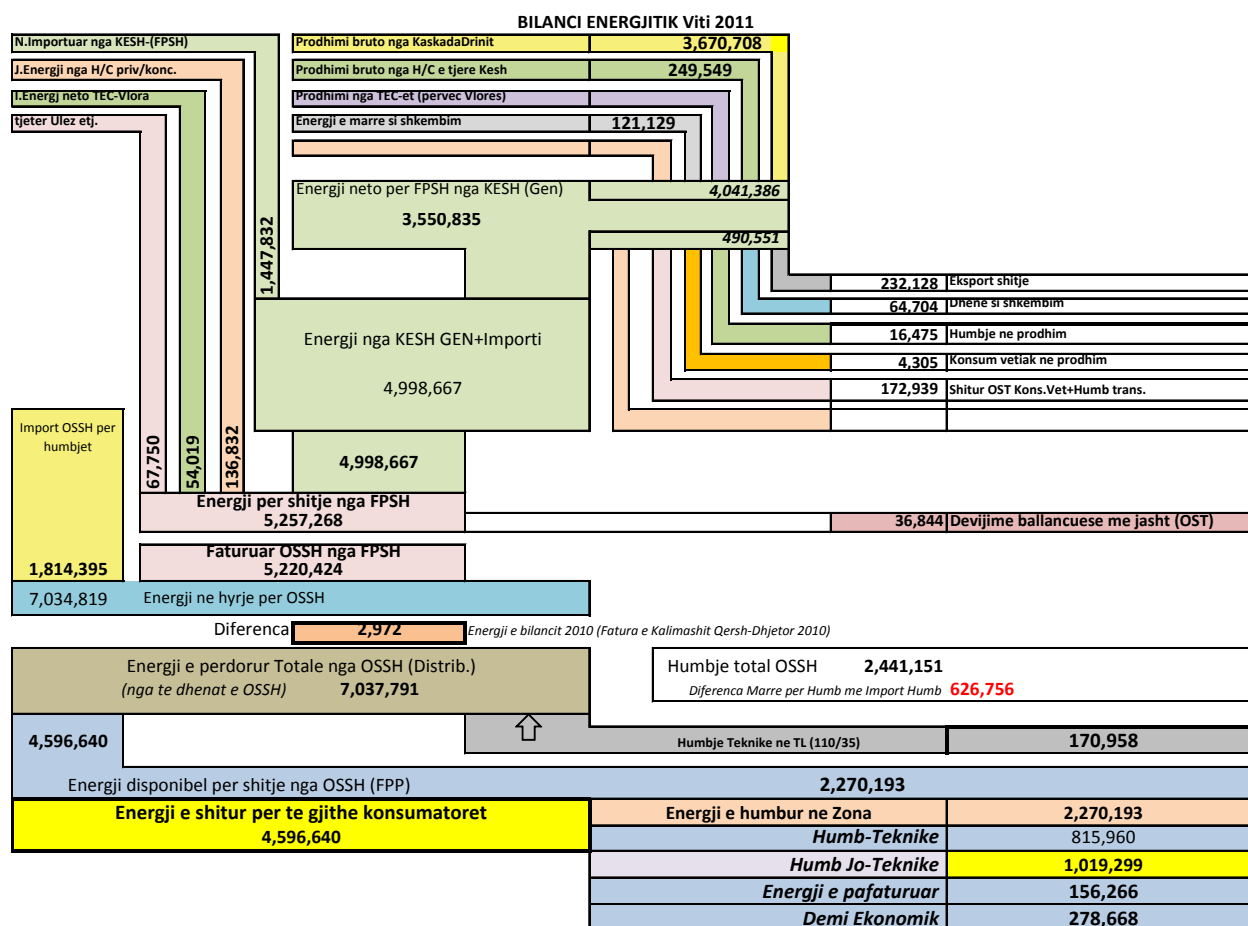 BILANCI ENERGJITIK Viti 2011
N.Importuar nga KESH-(FPSH)
Prodhimi bruto nga KaskadaDrinit
3,670,708
J.Energji nga H/C priv/konc.
Prodhimi bruto nga H/C e tjere Kesh
249,549
I.Energj neto TEC-Vlora
Prodhimi nga TEC-et (pervec Vlores)
tjeter Ulez etj.
Energji e marre si shkembim
121,129
Energji neto per FPSH nga KESH (Gen)
4,041,386
3,550,835
490,551
1,447,832
232,128 Eksport shitje
64,704 Dhene si shkembim
16,475 Humbje ne prodhim
4,305 Konsum vetiak ne prodhim
172,939 Shitur OST Kons.Vet+Humb trans.
Energji nga KESH GEN+Importi
4,998,667
Import OSSH per
humbjet
67,750
54,019
136,832
4,998,667
Energji per shitje nga FPSH
5,257,268
36,844 Devijime ballancuese me jasht (OST)
Faturuar OSSH nga FPSH
1,814,395
5,220,424
7,034,819 Energji ne hyrje per OSSH
Diferenca 2,972 Energji e bilancit 2010 (Fatura e Kalimashit Qersh-Dhjetor 2010)
Energji e perdorur Totale nga OSSH (Distrib.)
(nga te dhenat e OSSH) 7,037,791
Humbje total OSSH 2,441,151
Diferenca Marre per Humb me Import Humb 626,756
4,596,640
Humbje Teknike ne TL (110/35) 170,958
Energji disponibel per shitje nga OSSH (FPP) 2,270,193
Energji e shitur per te gjithe konsumatoret
4,596,640
Energji e humbur ne Zona 2,270,193
Humb-Teknike 815,960
Humb Jo-Teknike 1,019,299
Energji e pafaturuar 156,266
Demi Ekonomik 278,668